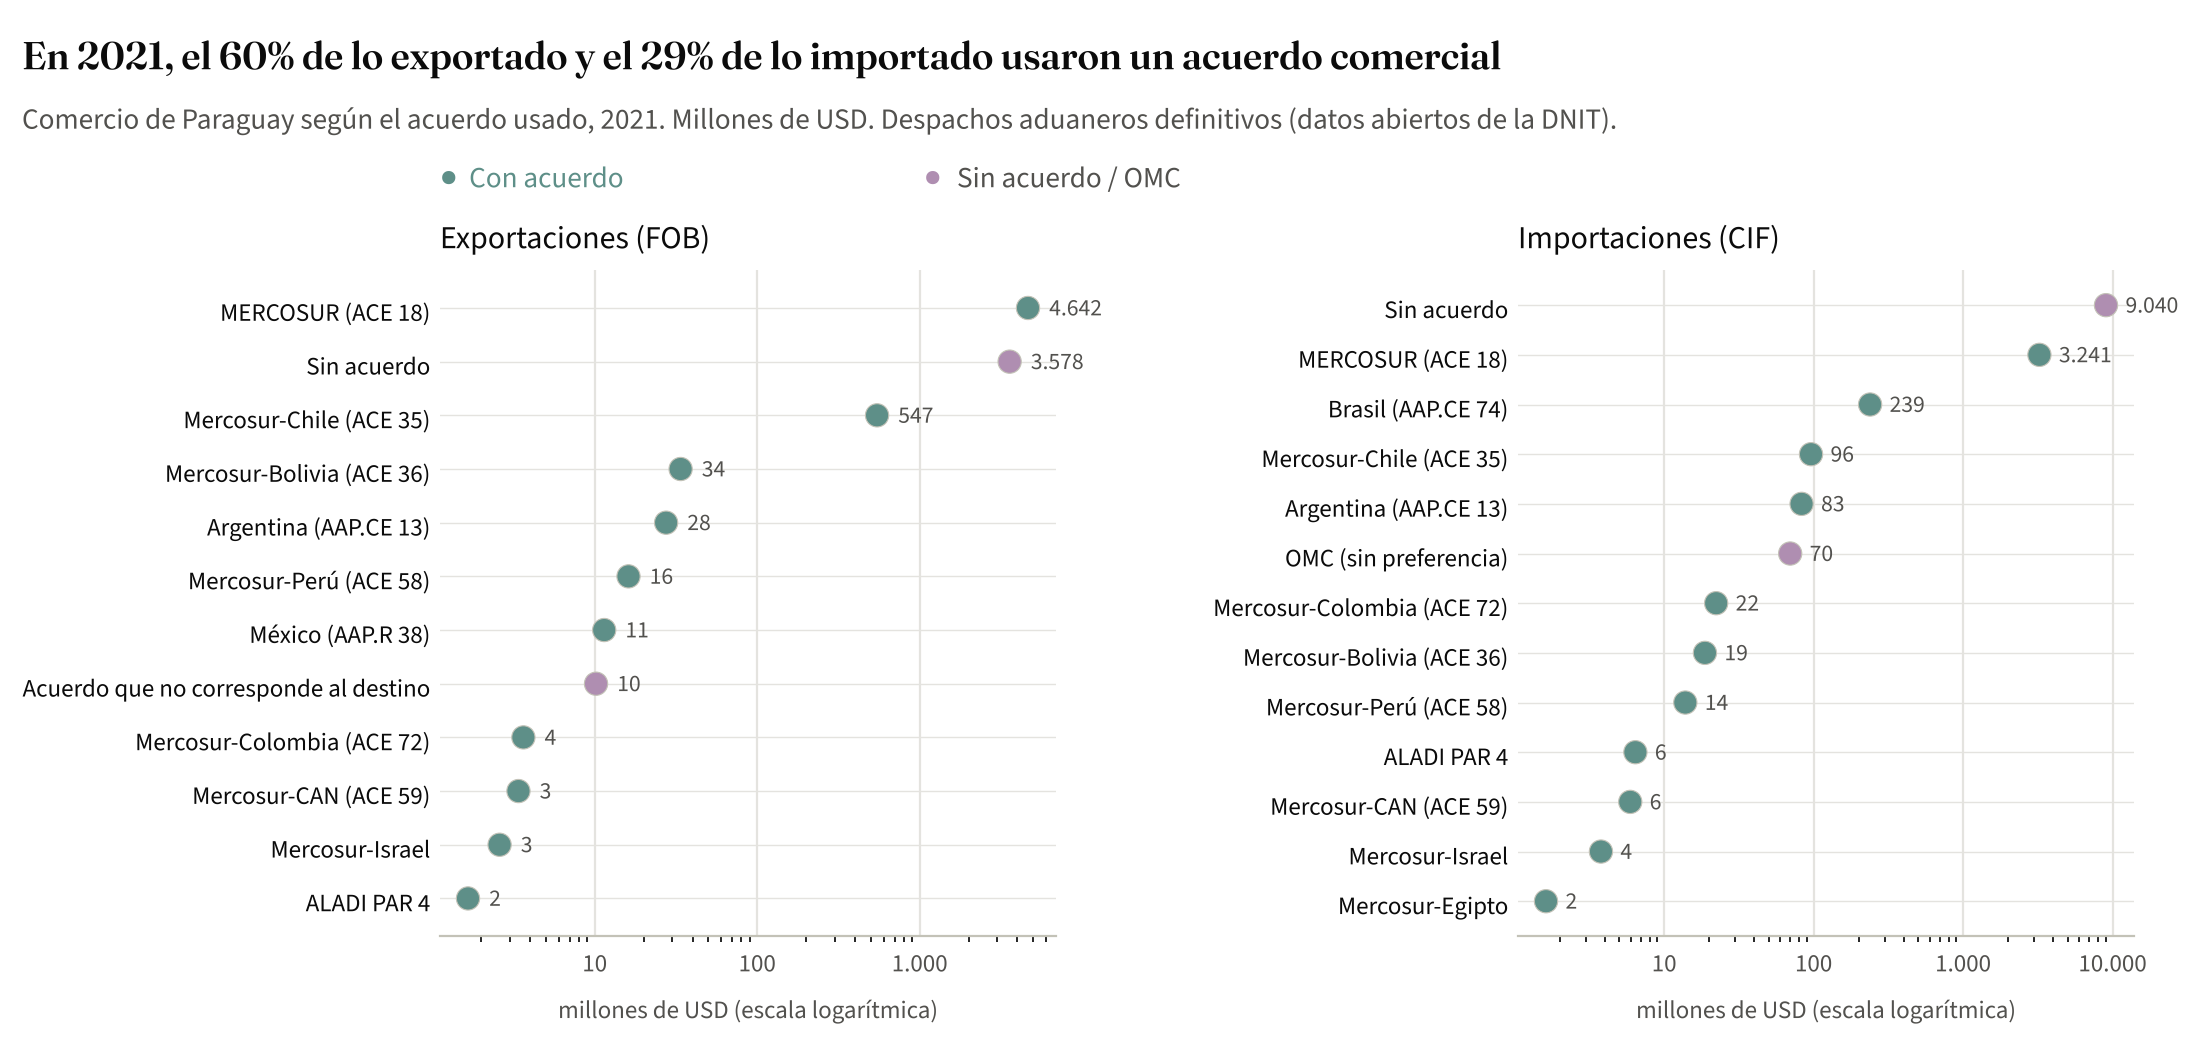 En 2021, el 60% de lo exportado y el 29% de lo importado usaron un acuerdo comercial
Comercio de Paraguay según el acuerdo usado, 2021. Millones de USD. Despachos aduaneros definitivos (datos abiertos de la DNIT).
Con acuerdo
Sin acuerdo / OMC
Exportaciones (FOB)
MERCOSUR (ACE 18) 4.642
Sin acuerdo 3.578
Mercosur-Chile (ACE 35) 547
Mercosur-Bolivia (ACE 36) 34
Argentina (AAP.CE 13) 28
Mercosur-Perú (ACE 58) 16
México (AAP.R 38) 11
Acuerdo que no corresponde al destino 10
Mercosur-Colombia (ACE 72) 4
Mercosur-CAN (ACE 59) 3
Mercosur-Israel 3
ALADI PAR 4 2
10 100 1.000
millones de USD (escala logarítmica)
Importaciones (CIF)
Sin acuerdo 9.040
MERCOSUR (ACE 18) 3.241
Brasil (AAP.CE 74) 239
Mercosur-Chile (ACE 35) 96
Argentina (AAP.CE 13) 83
OMC (sin preferencia) 70
Mercosur-Colombia (ACE 72) 22
Mercosur-Bolivia (ACE 36) 19
Mercosur-Perú (ACE 58) 14
ALADI PAR 4 6
Mercosur-CAN (ACE 59) 6
Mercosur-Israel 4
Mercosur-Egipto 2
10 100 1.000 10.000
millones de USD (escala logarítmica)